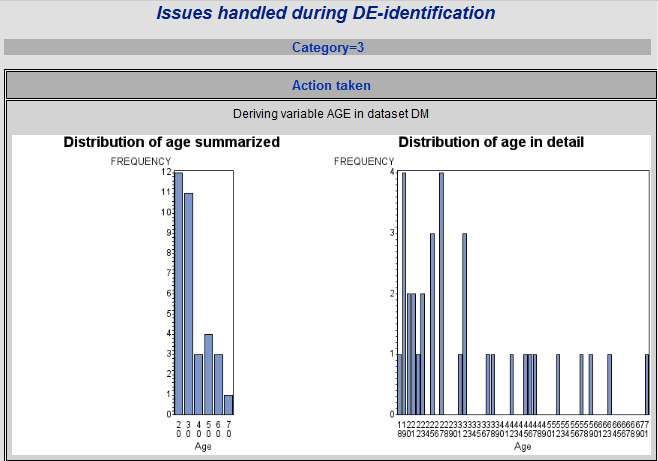 Issues handled during DE-identification
Category=3
Action taken
Deriving variable AGE in dataset DM
Distribution of age summarized
FREQUENCY
12
11
10
9
8
7
6
5
4
3
2
1
0
2 3 4 5 6 7
0 0 0 0 0 0
Age
Distribution of age in detail
FREQUENCY
4
3
2
1
0
112222222222333333333344444444445555555555666666666677
890123456789012345678901234567890123456789012345678901
Age